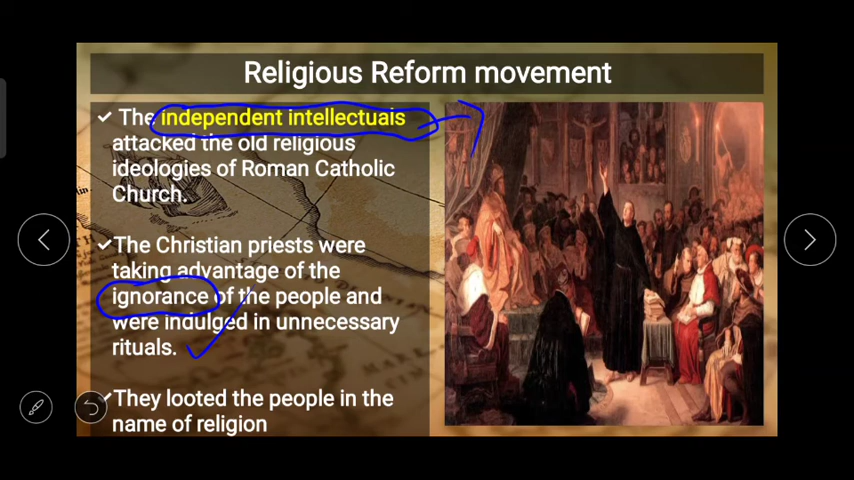 Religious Reform movement
✓ The independent intellectuals
attacked the old religious
ideologies of Roman Catholic
Church.
✓The Christian priests were
taking advantage of the
ignorance of the people and
were indulged in unnecessary
rituals.
✓They looted the people in the
name of religion